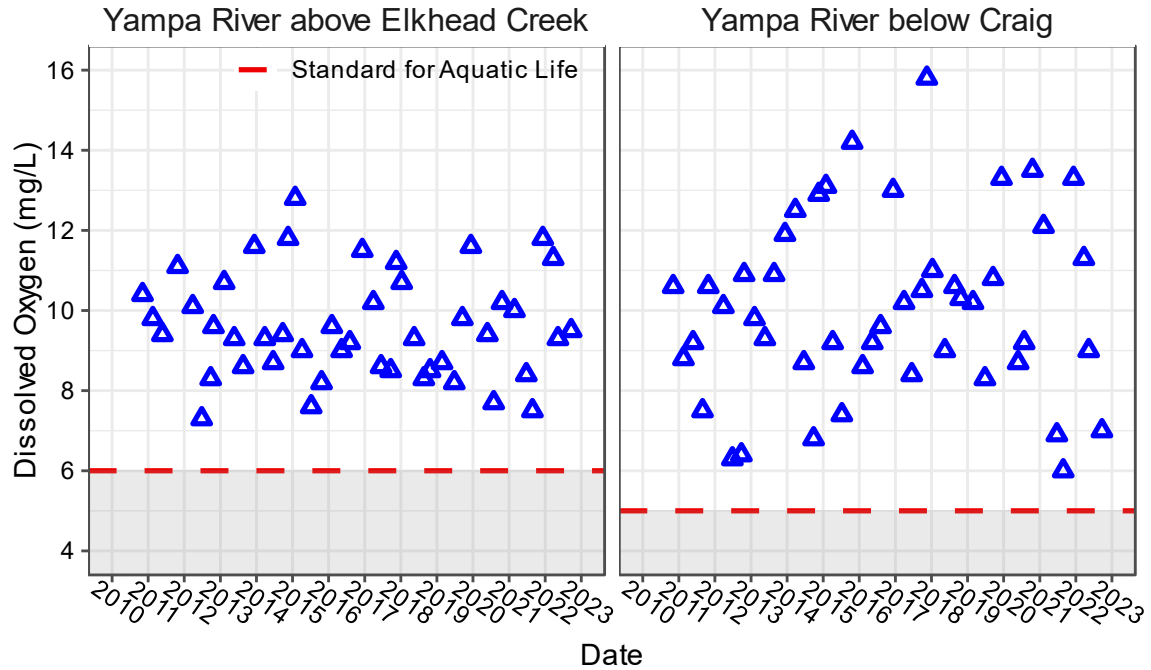 Yampa River above Elkhead Creek
Yampa River below Craig
Standard for Aquatic Life
Dissolved Oxygen (mg/L)
16
14
12
10
8
6
4
2010 2011 2012 2013 2014 2015 2016 2017 2018 2019 2020 2021 2022 2023
2010 2011 2012 2013 2014 2015 2016 2017 2018 2019 2020 2021 2022 2023
Date